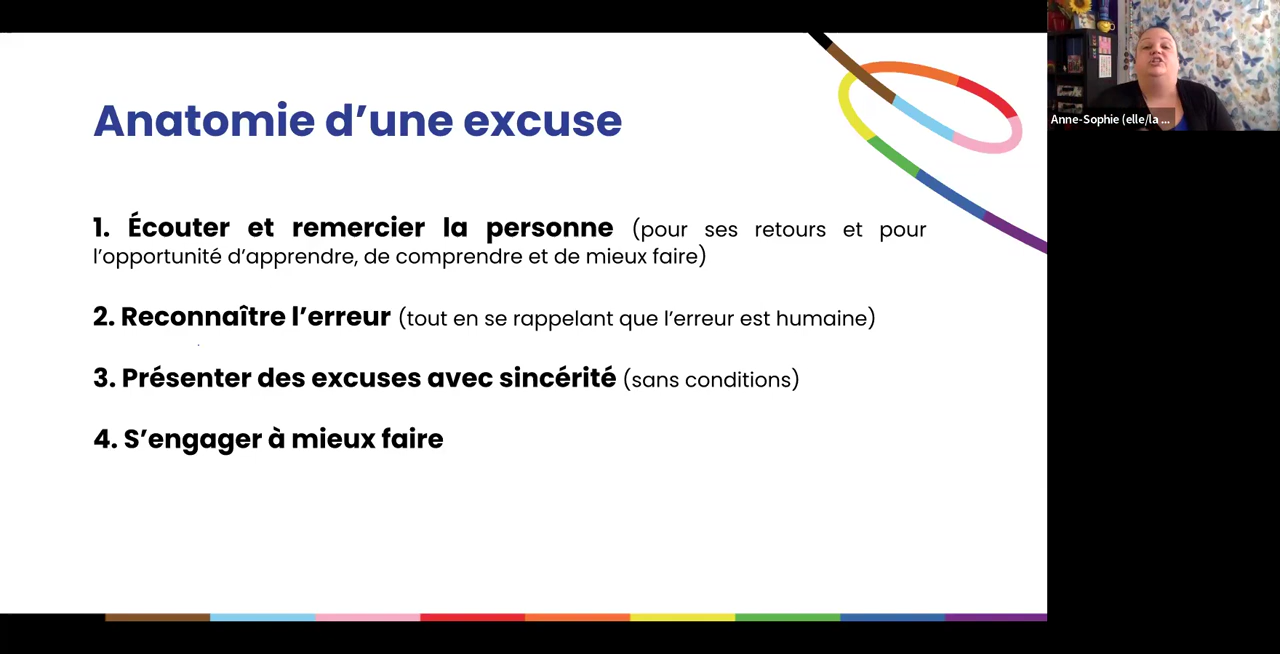 Anatomie d’une excuse
1. Écouter et remercier la personne (pour ses retours et pour
l’opportunité d’apprendre, de comprendre et de mieux faire)
2. Reconnaître l’erreur (tout en se rappelant que l’erreur est humaine)
3. Présenter des excuses avec sincérité (sans conditions)
4. S’engager à mieux faire
Anne-Sophie (elle/la ...